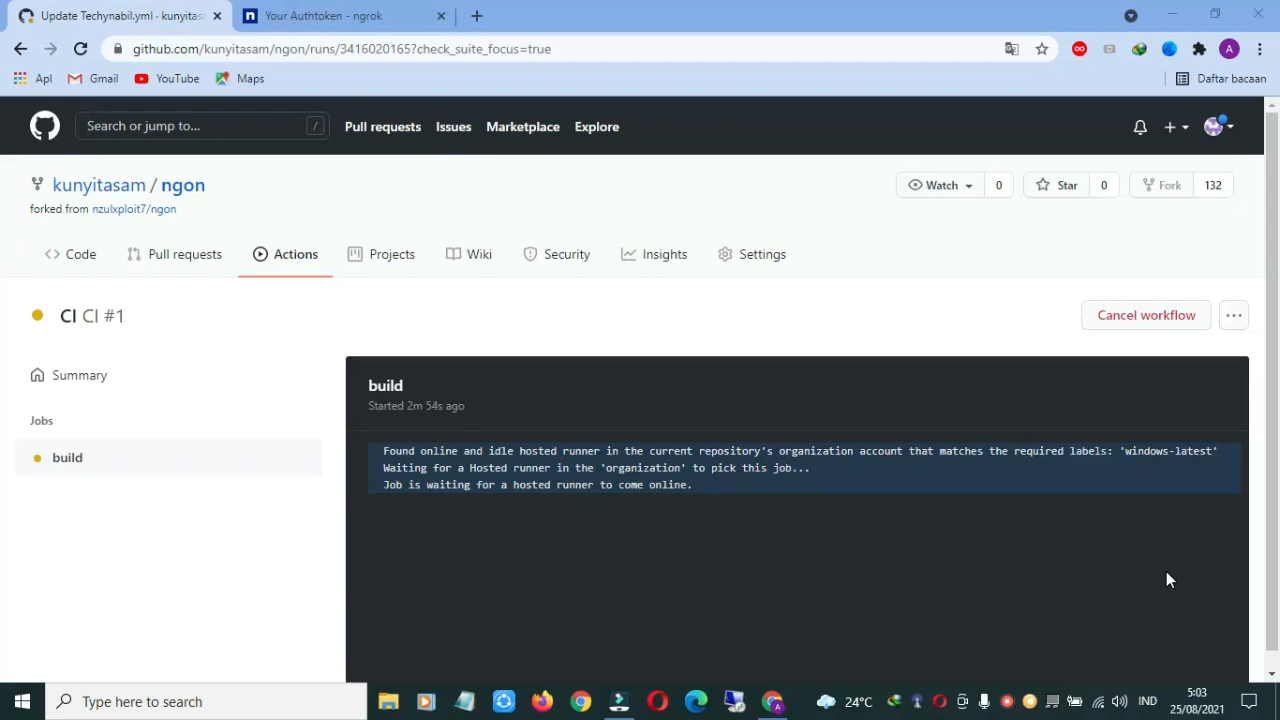 Update Techynabil.yml - kunyitasa
Your Authtoken - ngrok
github.com/kunyitasam/ngon/runs/3416020165?check_suite_focus=true
A
Apl
Gmail
YouTube
Maps
Daftar bacaan
Search or jump to...
/
Pull requests
Issues
Marketplace
Explore
kunyitasam / ngon
Watch 0
Star 0
Fork 132
forked from nzulxploit7/ngon
Code
Pull requests
Actions
Projects
Wiki
Security
Insights
Settings
CI CI #1
Cancel workflow
Summary
Jobs
build
build
Started 2m 54s ago
Found online and idle hosted runner in the current repository's organization account that matches the required labels: 'windows-latest'
Waiting for a Hosted runner in the 'organization' to pick this job...
Job is waiting for a hosted runner to come online.
Type here to search
24°C
IND
5:03
25/08/2021